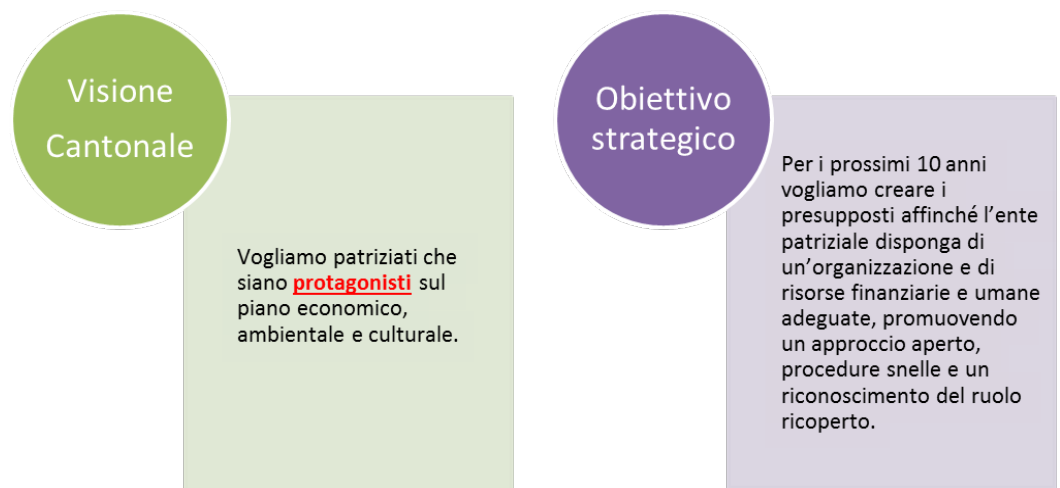 Visione
Cantonale
Vogliamo patriziati che
siano protagonisti sul
piano economico,
ambientale e culturale.
Obiettivo
strategico
Per i prossimi 10 anni
vogliamo creare i
presupposti affinché l’ente
patriziale disponga di
un’organizzazione e di
risorse finanziarie e umane
adeguate, promuovendo
un approccio aperto,
procedure snelle e un
riconoscimento del ruolo
ricoperto.